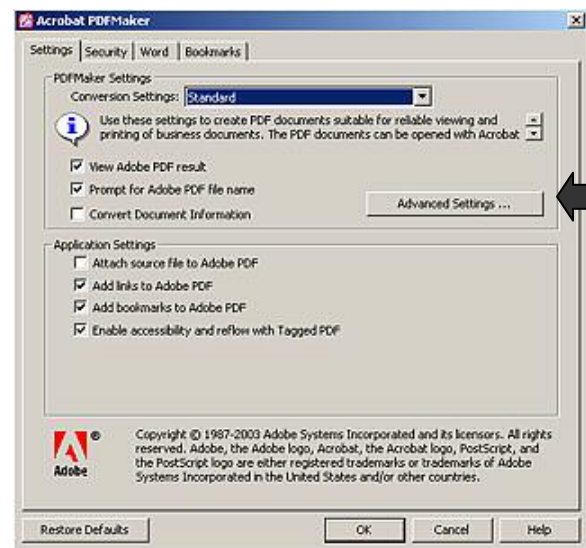 Acrobat PDFMaker
Settings Security Word Bookmarks
PDFMaker Settings
Conversion Settings: Standard
Use these settings to create PDF documents suitable for reliable viewing and
printing of business documents. The PDF documents can be opened with Acrobat
View Adobe PDF result
Prompt for Adobe PDF file name
Convert Document Information
Advanced Settings ...
Application Settings
Attach source file to Adobe PDF
Add links to Adobe PDF
Add bookmarks to Adobe PDF
Enable accessibility and reflow with Tagged PDF
Adobe
®
Copyright © 1987-2003 Adobe Systems Incorporated and its licensors. All rights
reserved. Adobe, the Adobe logo, Acrobat, the Acrobat logo, PostScript, and
the PostScript logo are either registered trademarks or trademarks of Adobe
Systems Incorporated in the United States and/or other countries.
Restore Defaults OK Cancel Help